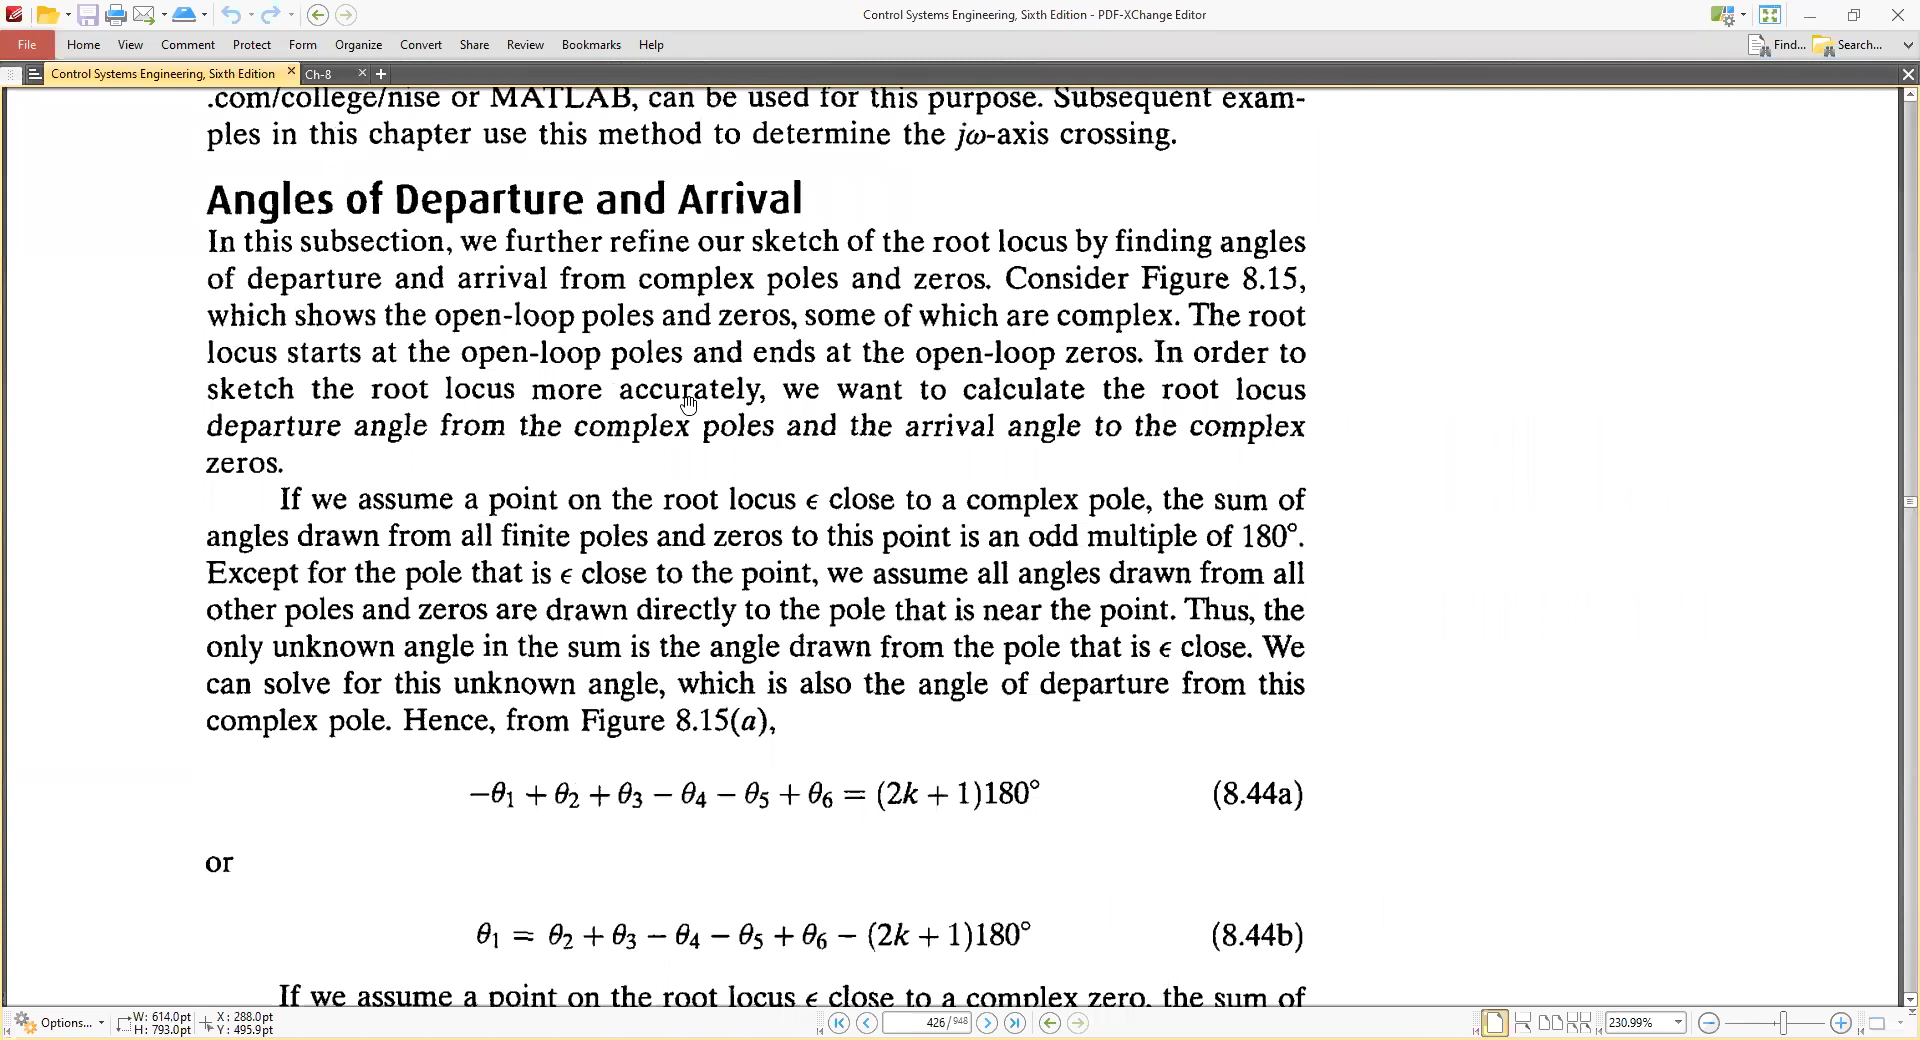 Control Systems Engineering, Sixth Edition - PDF-XChange Editor
File Home View Comment Protect Form Organize Convert Share Review Bookmarks Help Find... Search...
Control Systems Engineering, Sixth Edition Ch-8
.com/college/nise or MATLAB, can be used for this purpose. Subsequent exam-
ples in this chapter use this method to determine the jω-axis crossing.
Angles of Departure and Arrival
In this subsection, we further refine our sketch of the root locus by finding angles
of departure and arrival from complex poles and zeros. Consider Figure 8.15,
which shows the open-loop poles and zeros, some of which are complex. The root
locus starts at the open-loop poles and ends at the open-loop zeros. In order to
sketch the root locus more accurately, we want to calculate the root locus
departure angle from the complex poles and the arrival angle to the complex
zeros.
If we assume a point on the root locus ϵ close to a complex pole, the sum of
angles drawn from all finite poles and zeros to this point is an odd multiple of 180°.
Except for the pole that is ϵ close to the point, we assume all angles drawn from all
other poles and zeros are drawn directly to the pole that is near the point. Thus, the
only unknown angle in the sum is the angle drawn from the pole that is ϵ close. We
can solve for this unknown angle, which is also the angle of departure from this
complex pole. Hence, from Figure 8.15(a),
−θ₁ + θ₂ + θ₃ − θ₄ − θ₅ + θ₆ = (2k + 1)180° (8.44a)
or
θ₁ = θ₂ + θ₃ − θ₄ − θ₅ + θ₆ − (2k + 1)180° (8.44b)
If we assume a point on the root locus ϵ close to a complex zero, the sum of
Options... W: 614.0pt X: 288.0pt
H: 793.0pt Y: 495.9pt
426/948 230.99%